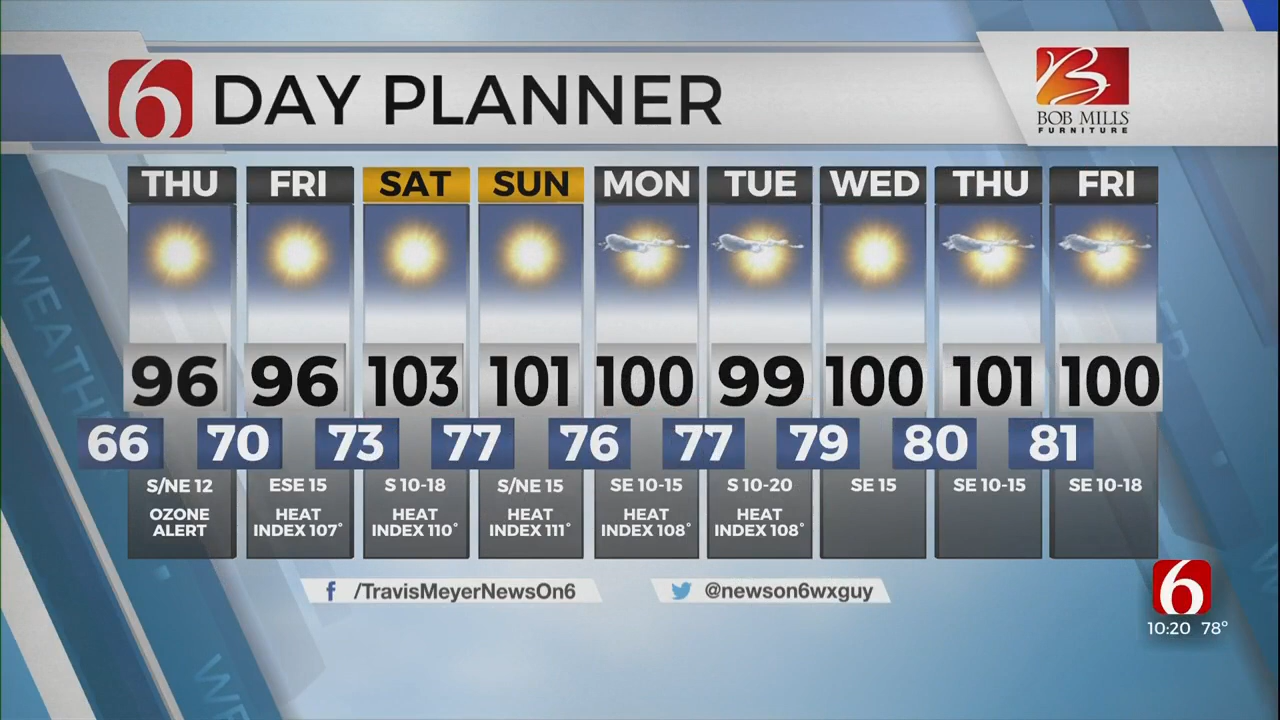 6 DAY PLANNER
B
BOB MILLS
FURNITURE
THU FRI SAT SUN MON TUE WED THU FRI
96 96 103 101 100 99 100 101 100
66 70 73 77 76 77 79 80 81
S/NE 12 ESE 15 S 10-18 S/NE 15 SE 10-15 S 10-20 SE 15 SE 10-15 SE 10-18
OZONE HEAT HEAT HEAT HEAT HEAT
ALERT INDEX 107° INDEX 110° INDEX 111° INDEX 108° INDEX 108°
f /TravisMeyerNewsOn6 @newson6wxguy
6
10:20 78°